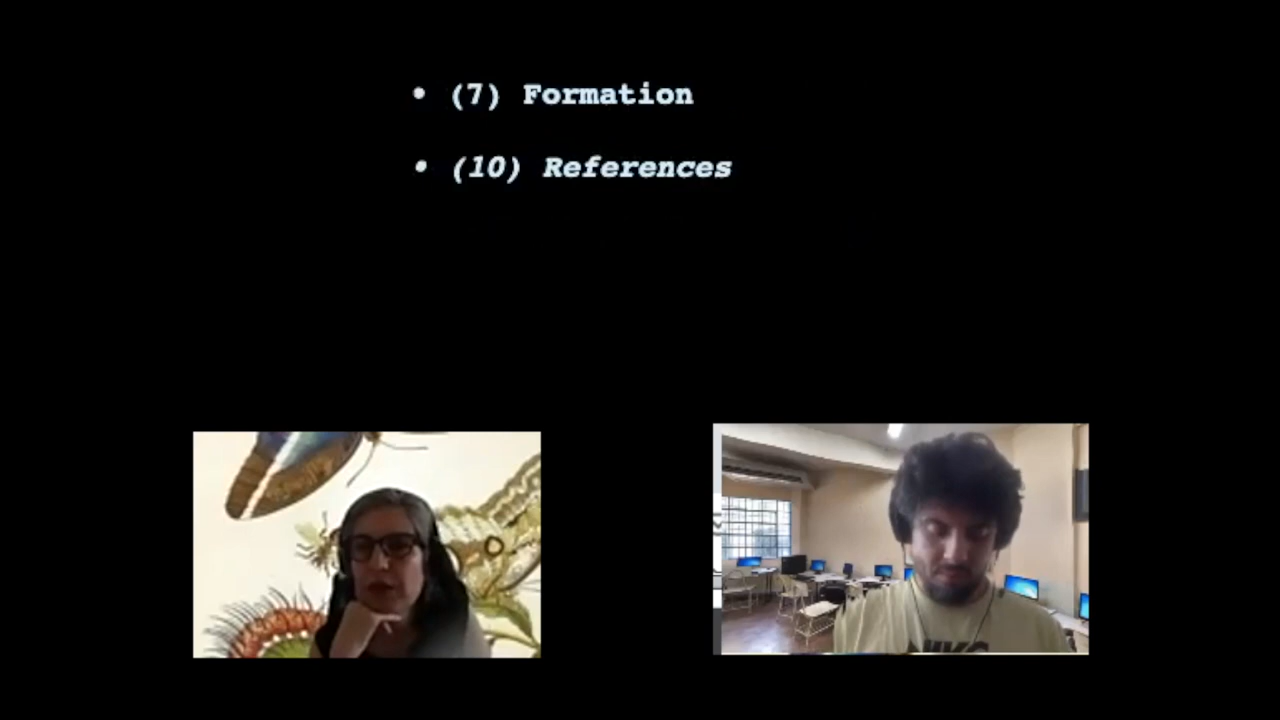 • (7) Formation
• (10) References